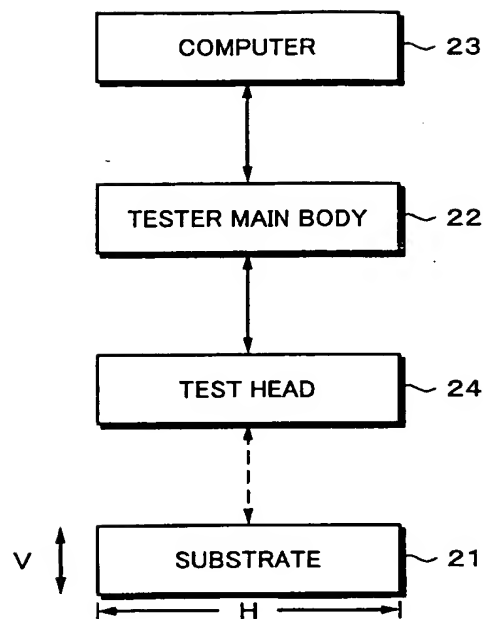 COMPUTER 23
TESTER MAIN BODY 22
TEST HEAD 24
V SUBSTRATE 21
H